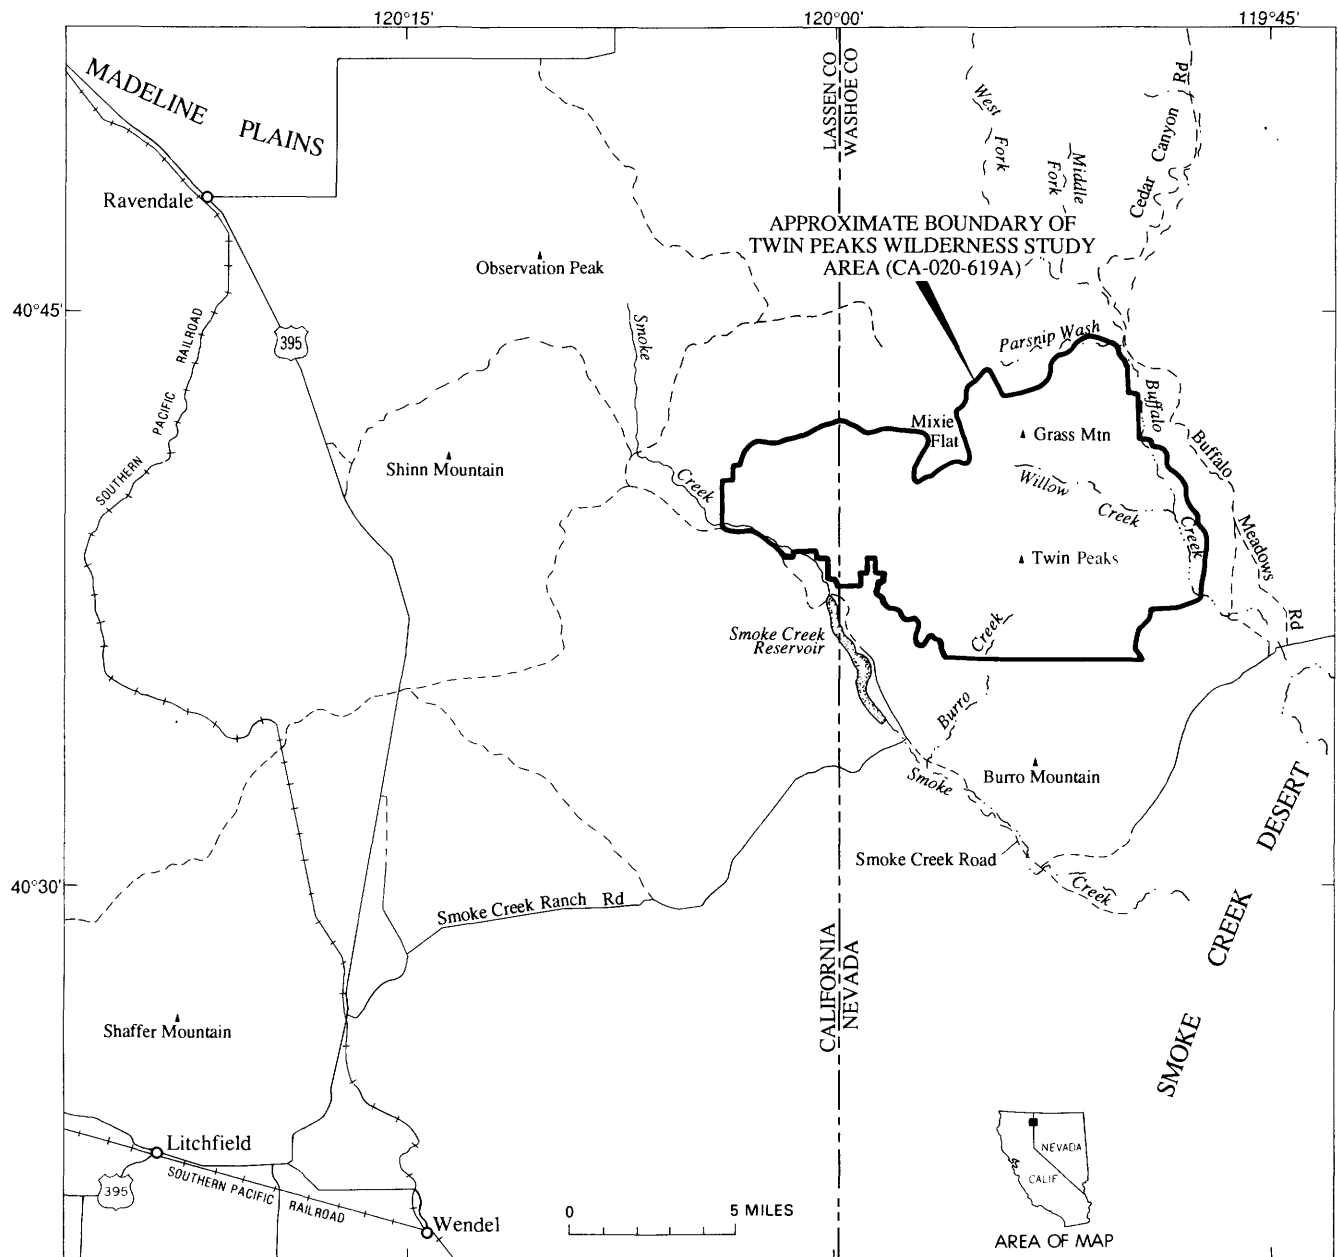 120°15'
120°00'
119°45'
MADELINE PLAINS
LASSEN CO
WASHOE CO
West Fork
Middle Fork
Cedar Canyon Rd
Ravendale
APPROXIMATE BOUNDARY OF
TWIN PEAKS WILDERNESS STUDY
AREA (CA-020-619A)
Observation Peak
40°45'
SOUTHERN PACIFIC RAILROAD
395
Smoke Creek
Parsnip Wash
Buffalo Creek
Mixie
Flat
Grass Mtn
Shinn Mountain
Buffalo Meadows Rd
Willow Creek
Twin Peaks
Smoke Creek
Reservoir
Burro Creek
Smoke Creek
Burro Mountain
Smoke Creek Road
40°30'
Smoke Creek Ranch Rd
SMOKE CREEK DESERT
CALIFORNIA
NEVADA
Shaffer Mountain
Litchfield
395
SOUTHERN PACIFIC RAILROAD
Wendel
0 5 MILES
NEVADA
CALIF
AREA OF MAP